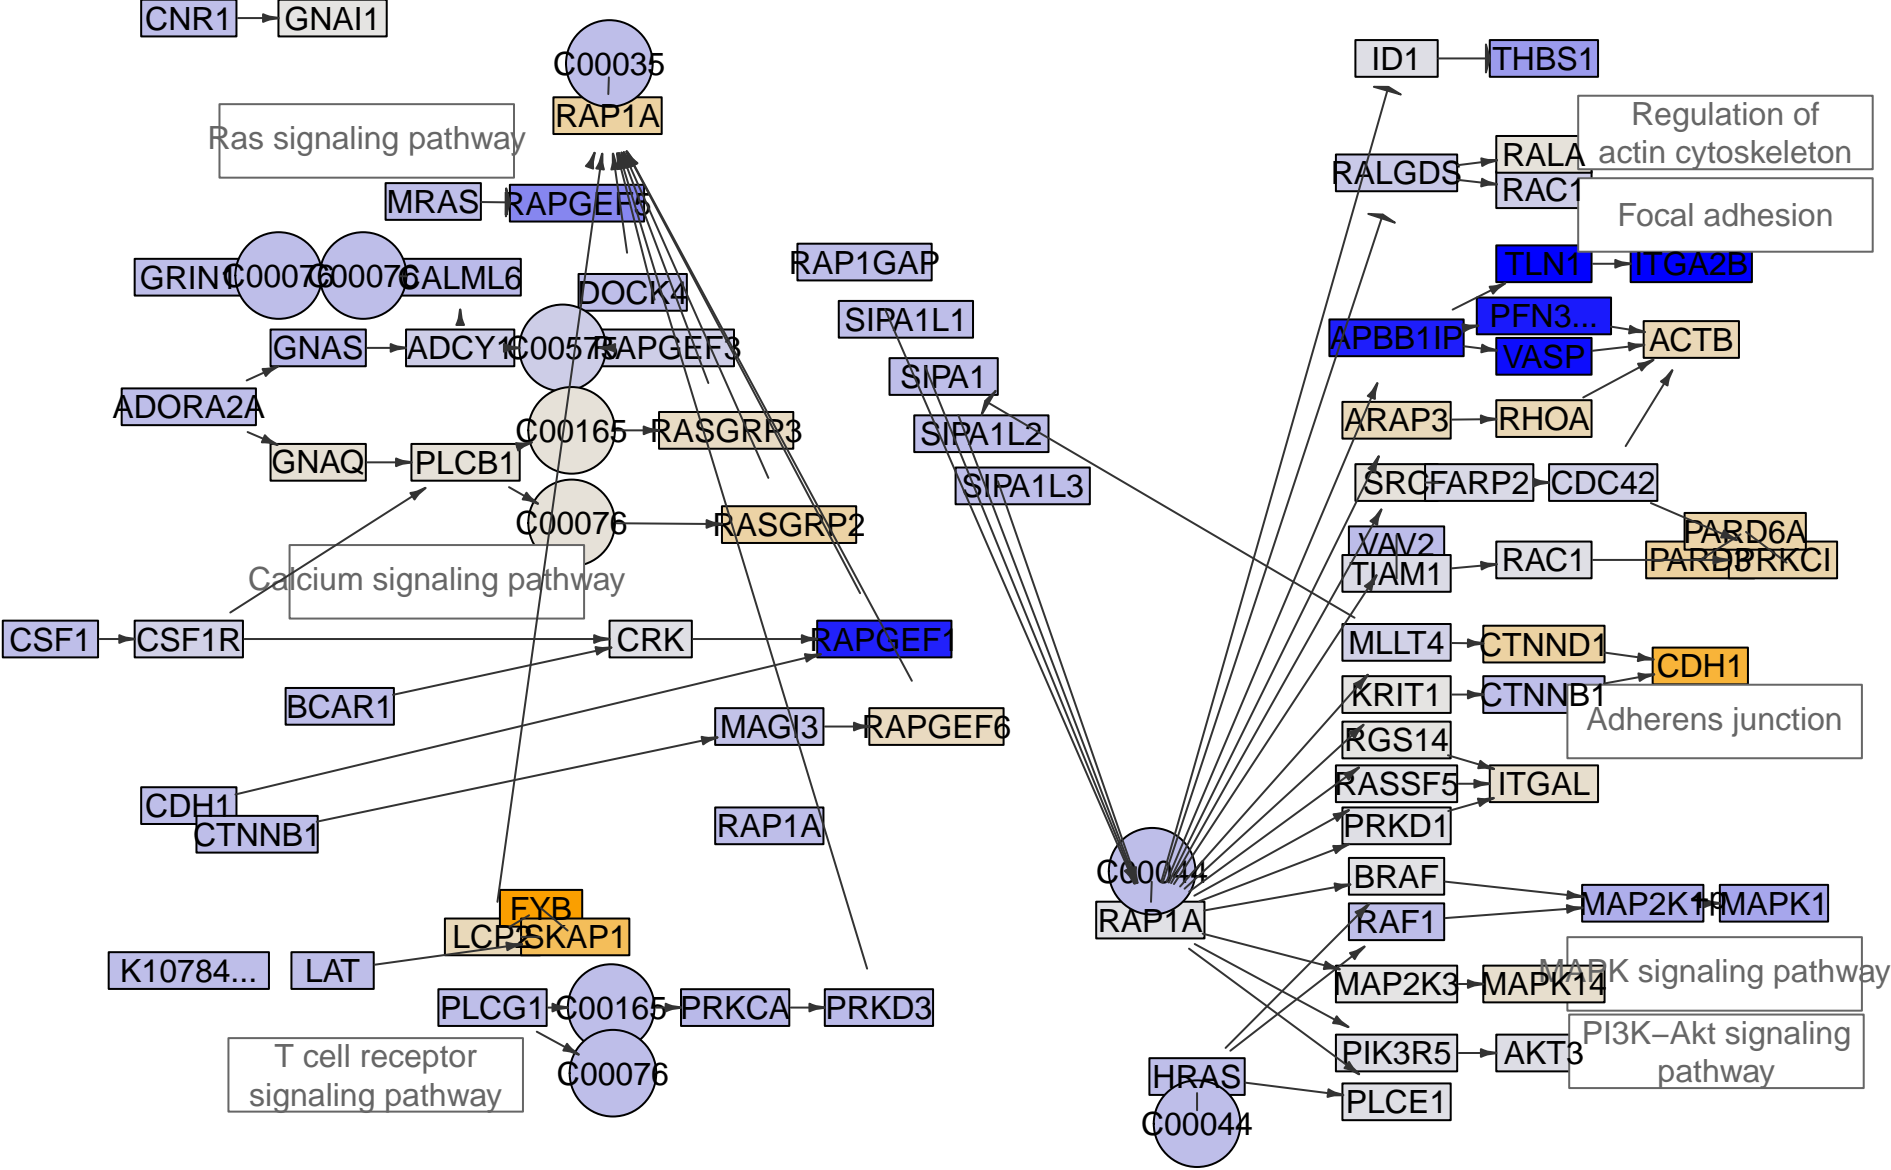 CNR1
GNAI1
C00035
RAP1A
Ras signaling pathway
MRAS
RAPGEF5
GRIN1
C00076
C00076
CALML6
DOCK4
GNAS
ADCY1
C00575
RAPGEF3
ADORA2A
C00165
RASGRP3
GNAQ
PLCB1
C00076
RASGRP2
Calcium signaling pathway
CSF1
CSF1R
CRK
RAPGEF1
BCAR1
MAGI3
RAPGEF6
CDH1
CTNNB1
RAP1A
FYB
LCP2
SKAP1
K10784...
LAT
PLCG1
C00165
PRKCA
PRKD3
T cell receptor
signaling pathway
C00076
RAP1GAP
SIPA1L1
SIPA1
SIPA1L2
SIPA1L3
C00044
RAP1A
HRAS
C00044
ID1
THBS1
Regulation of
actin cytoskeleton
RALGDS
RALA
RAC1
Focal adhesion
TLN1
ITGA2B
APBB1IP
PFN3...
VASP
ACTB
ARAP3
RHOA
SRC
FARP2
CDC42
VAV2
TIAM1
RAC1
PARD6A
PARD3
PRKCI
MLLT4
CTNND1
CDH1
KRIT1
CTNNB1
Adherens junction
RGS14
RASSF5
ITGAL
PRKD1
BRAF
RAF1
MAP2K1
+p
MAPK1
MAP2K3
MAPK14
MAPK signaling pathway
PIK3R5
AKT3
PI3K−Akt signaling
pathway
PLCE1